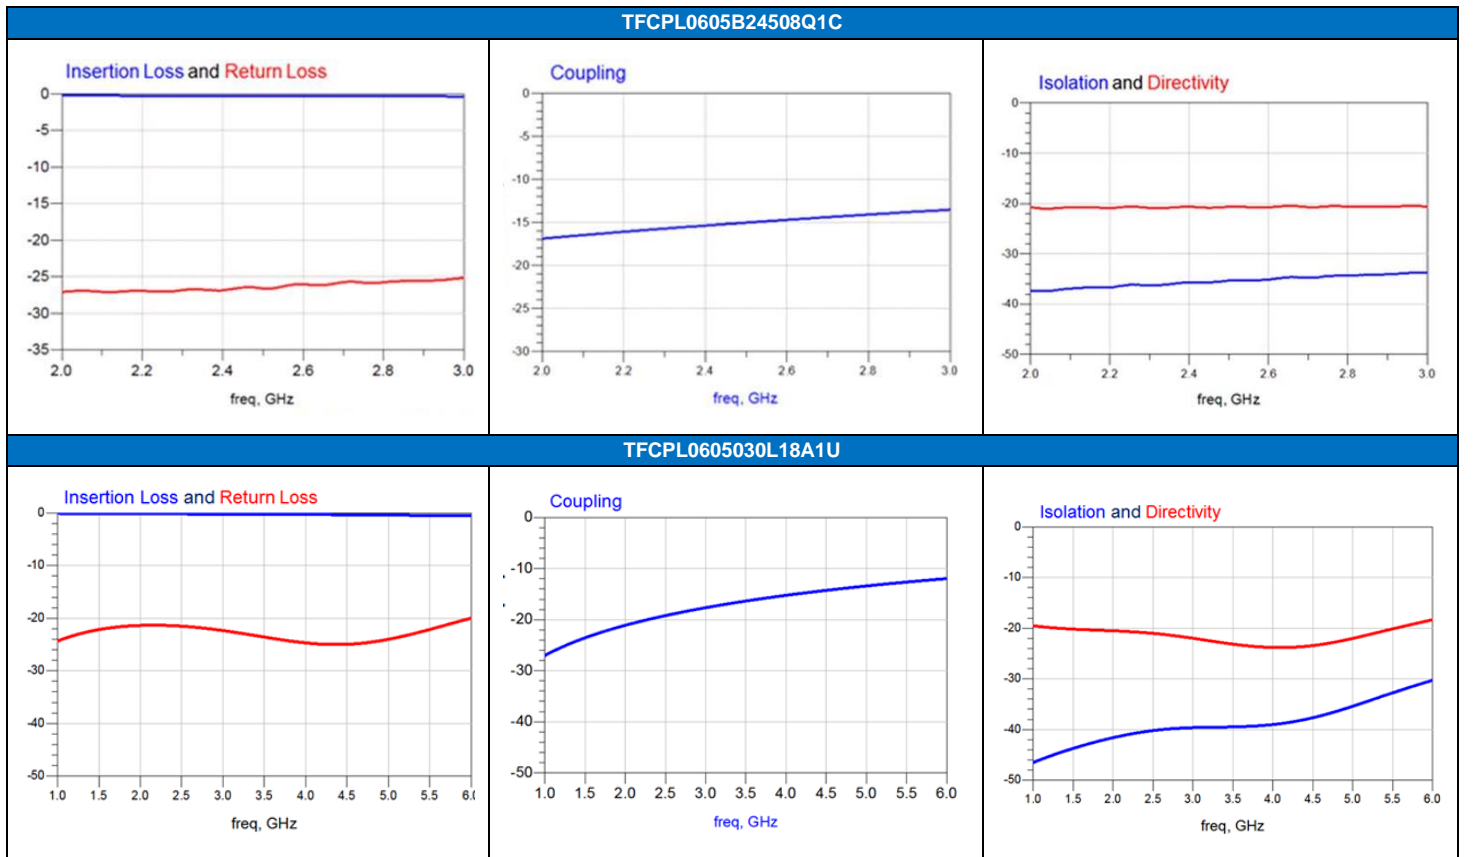 TFCPL0605B24508Q1C
Insertion Loss and Return Loss
0
-5
-10
-15
-20
-25
-30
-35
2.0 2.2 2.4 2.6 2.8 3.0
freq, GHz
Coupling
0
-5
-10
-15
-20
-25
-30
2.0 2.2 2.4 2.6 2.8 3.0
freq, GHz
Isolation and Directivity
0
-10
-20
-30
-40
-50
2.0 2.2 2.4 2.6 2.8 3.0
freq, GHz
TFCPL0605030L18A1U
Insertion Loss and Return Loss
0
-10
-20
-30
-40
-50
1.0 1.5 2.0 2.5 3.0 3.5 4.0 4.5 5.0 5.5 6.0
freq, GHz
Coupling
0
-10
-20
-30
-40
-50
1.0 1.5 2.0 2.5 3.0 3.5 4.0 4.5 5.0 5.5 6.0
freq, GHz
Isolation and Directivity
0
-10
-20
-30
-40
-50
1.0 1.5 2.0 2.5 3.0 3.5 4.0 4.5 5.0 5.5 6.0
freq, GHz